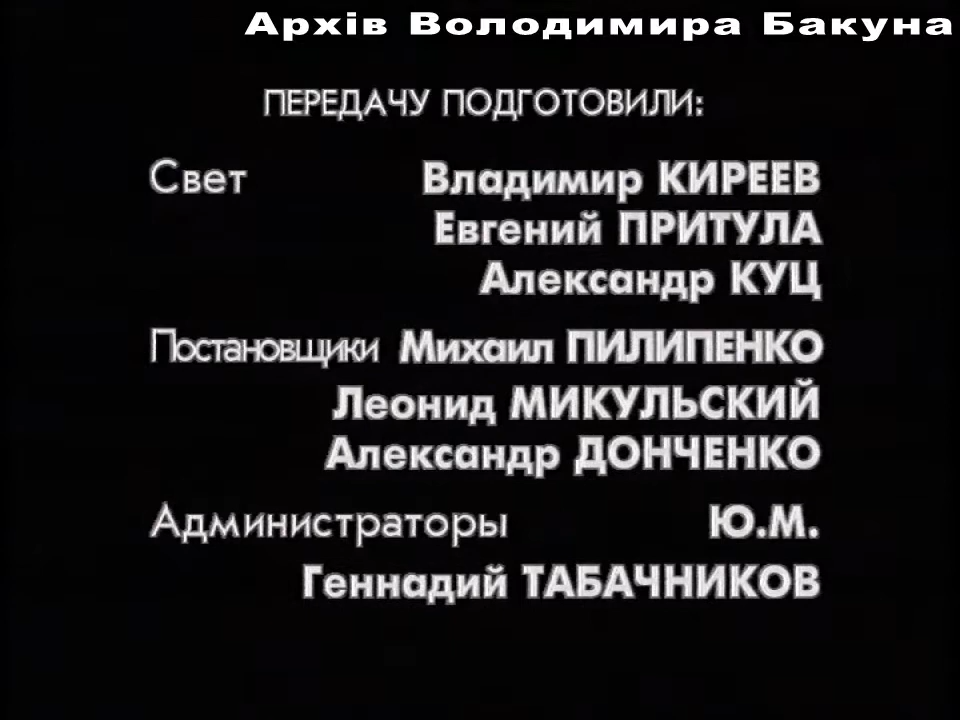 Архів Володимира Бакуна
ПЕРЕДАЧУ ПОДГОТОВИЛИ:
Свет Владимир КИРЕЕВ
Евгений ПРИТУЛА
Александр КУЦ
Постановщики Михаил ПИЛИПЕНКО
Леонид МИКУЛЬСКИЙ
Александр ДОНЧЕНКО
Администраторы Ю.М.
Геннадий ТАБАЧНИКОВ